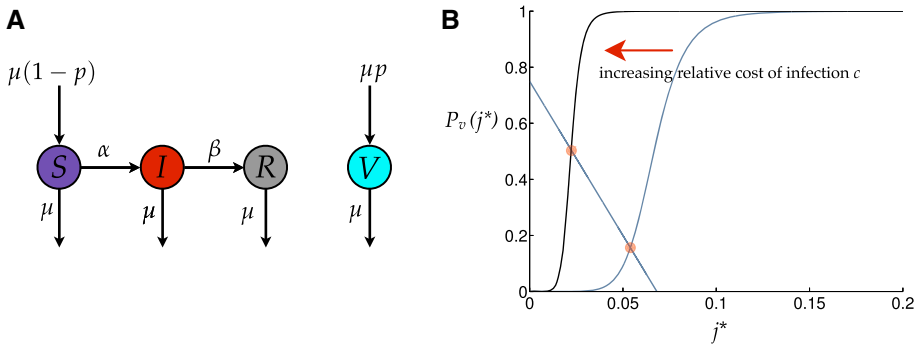 A
μ(1 − p)
μp
S
α
I
β
R
V
μ
μ
μ
μ
B
1
0.8
0.6
0.4
0.2
0
P_v(j*)
increasing relative cost of infection c
0
0.05
0.1
0.15
0.2
j*